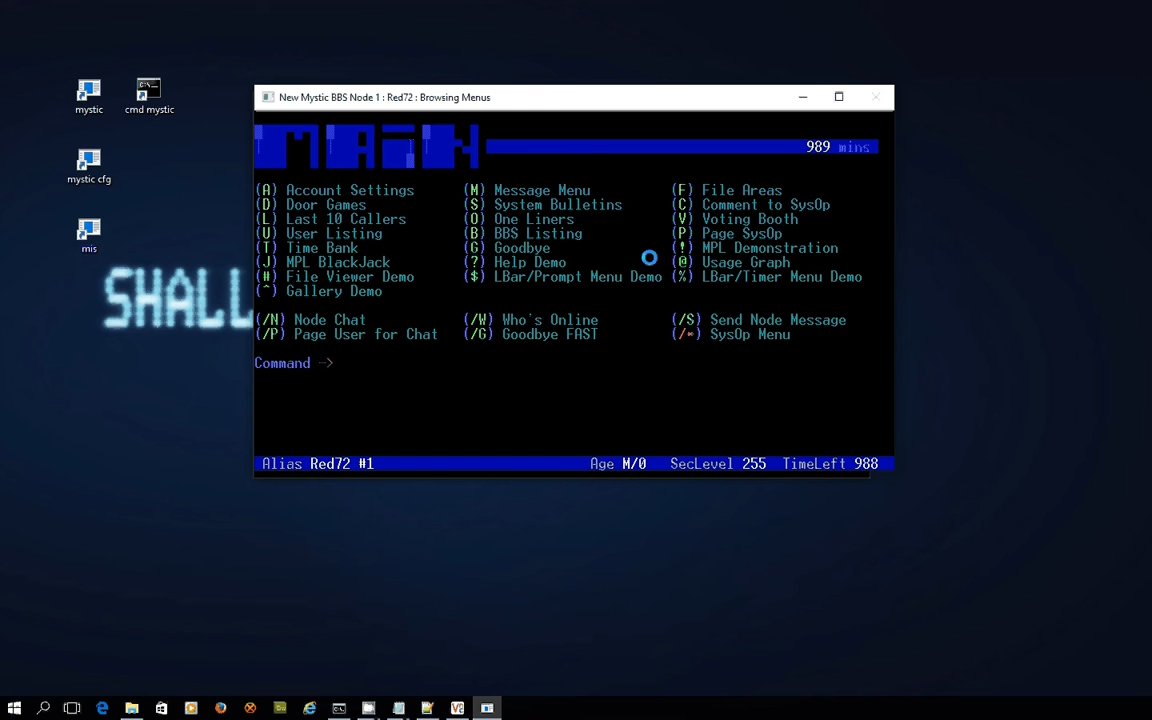 mystic
cmd mystic
mystic cfg
mis
SHALL
New Mystic BBS Node 1 : Red72 : Browsing Menus
MAiN
989 mins
(A) Account Settings (M) Message Menu (F) File Areas
(D) Door Games (S) System Bulletins (C) Comment to SysOp
(L) Last 10 Callers (O) One Liners (V) Voting Booth
(U) User Listing (B) BBS Listing (P) Page SysOp
(T) Time Bank (G) Goodbye (!) MPL Demonstration
(J) MPL BlackJack (?) Help Demo (@) Usage Graph
(#) File Viewer Demo ($) LBar/Prompt Menu Demo (%) LBar/Timer Menu Demo
(^) Gallery Demo
(/N) Node Chat (/W) Who's Online (/S) Send Node Message
(/P) Page User for Chat (/G) Goodbye FAST (/*) SysOp Menu
Command -->
Alias Red72 #1 Age M/0 SecLevel 255 TimeLeft 988